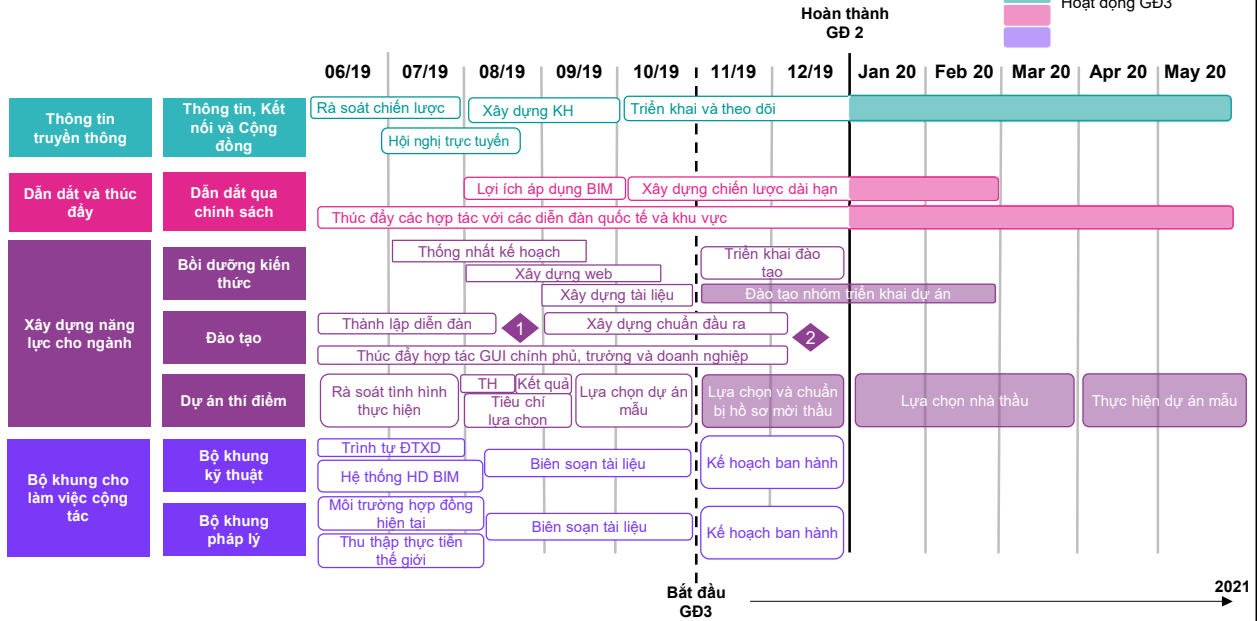 Hoạt động GĐ3
Hoàn thành
GĐ 2
06/19
07/19
08/19
09/19
10/19
11/19
12/19
Jan 20
Feb 20
Mar 20
Apr 20
May 20
Thông tin
truyền thông
Thông tin, Kết
nối và Cộng
đồng
Rà soát chiến lược
Xây dựng KH
Triển khai và theo dõi
Hội nghị trực tuyến
Dẫn dắt và thúc
đẩy
Dẫn dắt qua
chính sách
Lợi ích áp dụng BIM
Xây dựng chiến lược dài hạn
Thúc đẩy các hợp tác với các diễn đàn quốc tế và khu vực
Xây dựng năng
lực cho ngành
Bồi dưỡng kiến
thức
Thống nhất kế hoạch
Xây dựng web
Xây dựng tài liệu
Triển khai đào
tạo
Đào tạo nhóm triển khai dự án
Đào tạo
Thành lập diễn đàn
1
Xây dựng chuẩn đầu ra
2
Thúc đẩy hợp tác GUI chính phủ, trường và doanh nghiệp
Dự án thí điểm
Rà soát tình hình
thực hiện
TH
Kết quả
Tiêu chí
lựa chọn
Lựa chọn dự án
mẫu
Lựa chọn và chuẩn
bị hồ sơ mời thầu
Lựa chọn nhà thầu
Thực hiện dự án mẫu
Bộ khung cho
làm việc cộng
tác
Bộ khung
kỹ thuật
Trình tự ĐTXD
Hệ thống HD BIM
Biên soạn tài liệu
Kế hoạch ban hành
Bộ khung
pháp lý
Môi trường hợp đồng
hiện tai
Thu thập thực tiễn
thế giới
Biên soạn tài liệu
Kế hoạch ban hành
Bắt đầu
GĐ3
2021